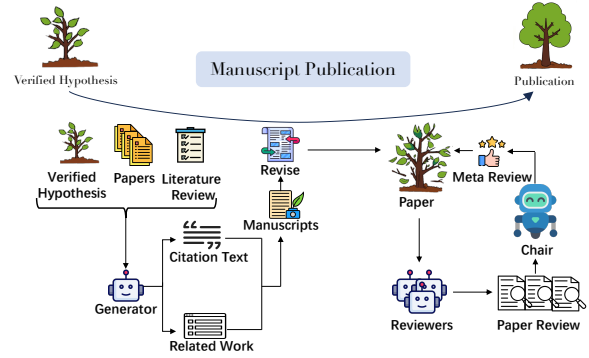 Manuscript Publication
Verified Hypothesis
Publication
Verified
Hypothesis
Papers
Literature
Review
Revise
Manuscripts
Citation Text
Generator
Related Work
Paper
Meta Review
Chair
Reviewers
Paper Review